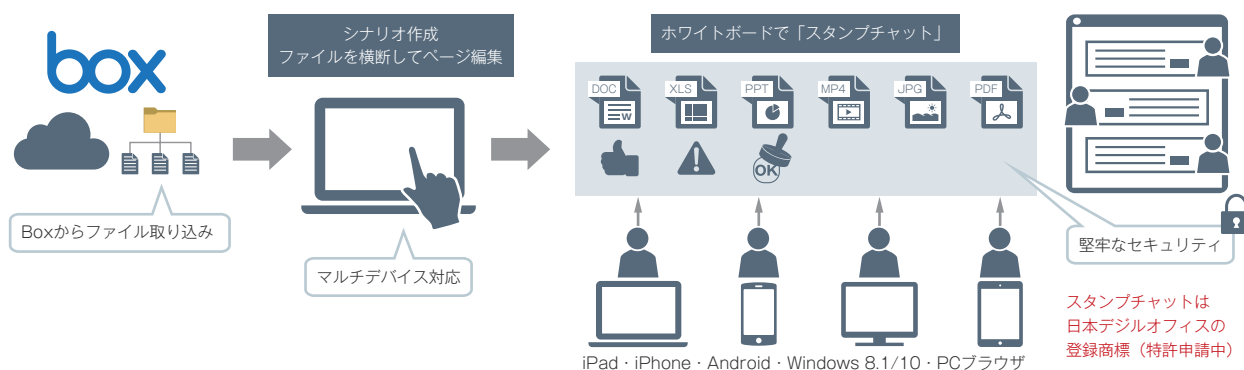 box
Boxからファイル取り込み
シナリオ作成
ファイルを横断してページ編集
マルチデバイス対応
ホワイトボードで「スタンプチャット」
DOC
W
XLS
PPT
MP4
JPG
PDF
OK
堅牢なセキュリティ
iPad・iPhone・Android・Windows 8.1/10・PCブラウザ
スタンプチャットは
日本デジルオフィスの
登録商標（特許申請中）